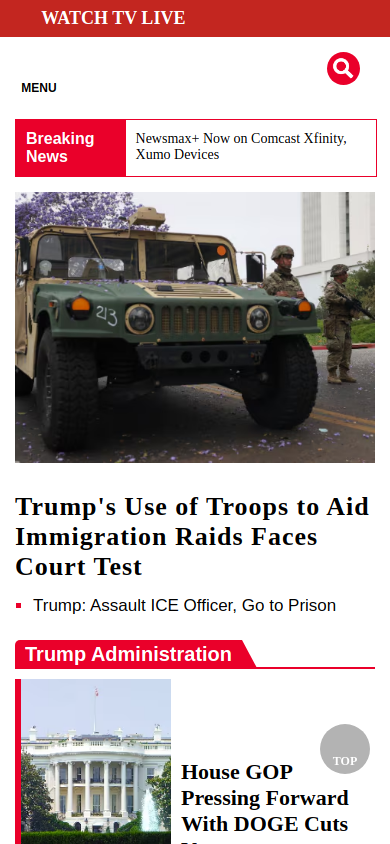 WATCH TV LIVE
MENU
Breaking
News
Newsmax+ Now on Comcast Xfinity,
Xumo Devices
213
Trump's Use of Troops to Aid
Immigration Raids Faces
Court Test
Trump: Assault ICE Officer, Go to Prison
Trump Administration
TOP
House GOP
Pressing Forward
With DOGE Cuts